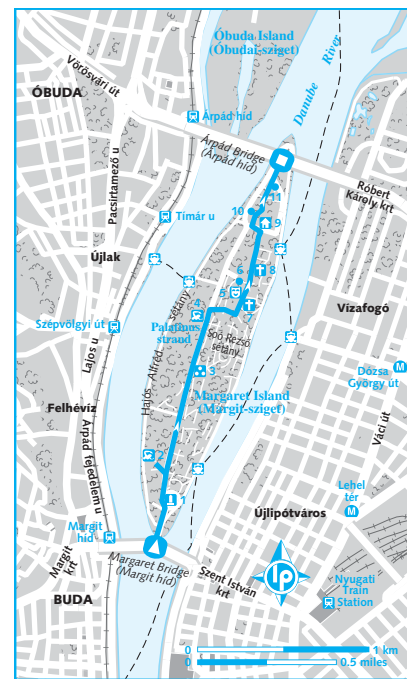 Óbuda Island
(Óbudai-sziget)
Vörösvári út
Danube River
ÓBUDA
Árpád híd
Árpád Bridge
(Árpád híd)
Pacsirtamező u
Róbert
Károly krt
11
10
9
Tímár u
Újlak
6
8
5
7
4
Vízafogó
Szépvölgyi út
Palatinus
strand
Soó Rezső
sétány
Hajós Alfréd sétány
Lajos u
3
Dózsa
György út
M
Margaret Island
(Margit-sziget)
Felhévíz
Váci út
Árpád fejedelem u
2
Lehel
tér
M
1
Újlipótváros
Margit
híd
Margit
krt
Margaret Bridge
(Margit híd)
Szent István
krt
lp
Nyugati
Train
Station
BUDA
0 1 km
0 0.5 miles